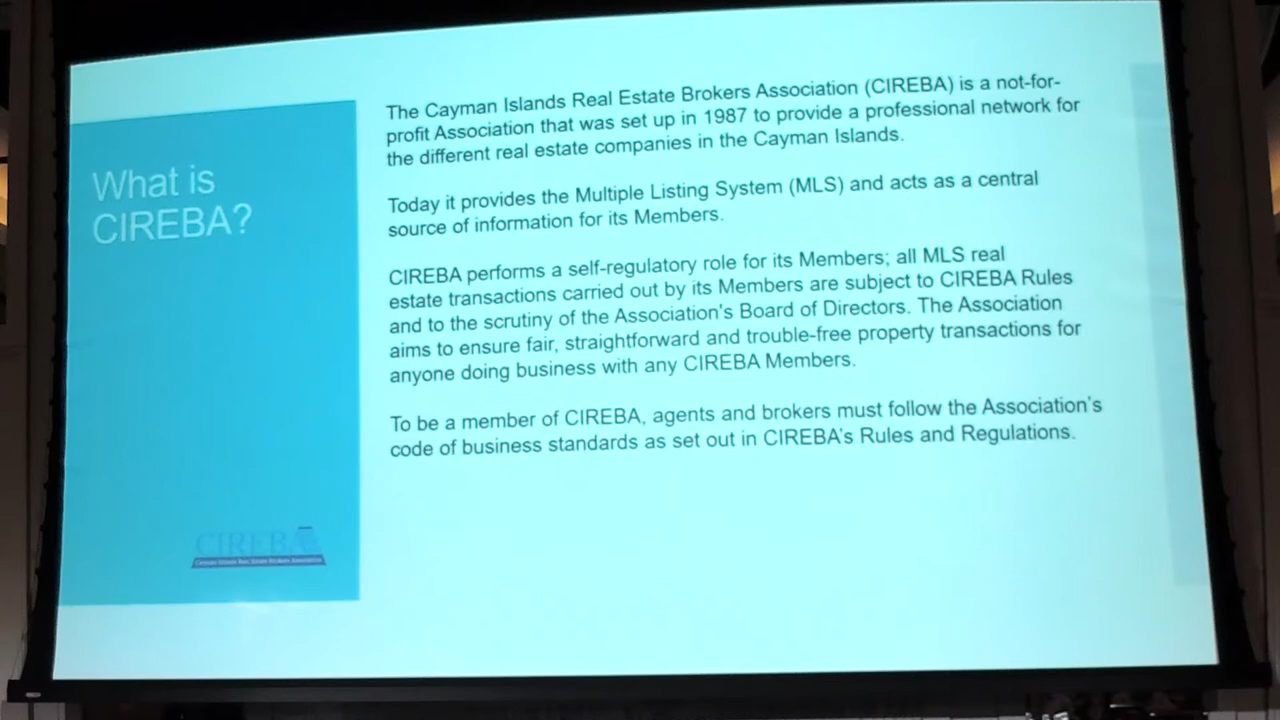 What is
CIREBA?
The Cayman Islands Real Estate Brokers Association (CIREBA) is a not-for-
profit Association that was set up in 1987 to provide a professional network for
the different real estate companies in the Cayman Islands.
Today it provides the Multiple Listing System (MLS) and acts as a central
source of information for its Members.
CIREBA performs a self-regulatory role for its Members; all MLS real
estate transactions carried out by its Members are subject to CIREBA Rules
and to the scrutiny of the Association's Board of Directors. The Association
aims to ensure fair, straightforward and trouble-free property transactions for
anyone doing business with any CIREBA Members.
To be a member of CIREBA, agents and brokers must follow the Association's
code of business standards as set out in CIREBA's Rules and Regulations.
CIREBA
Cayman Islands Real Estate Brokers Association